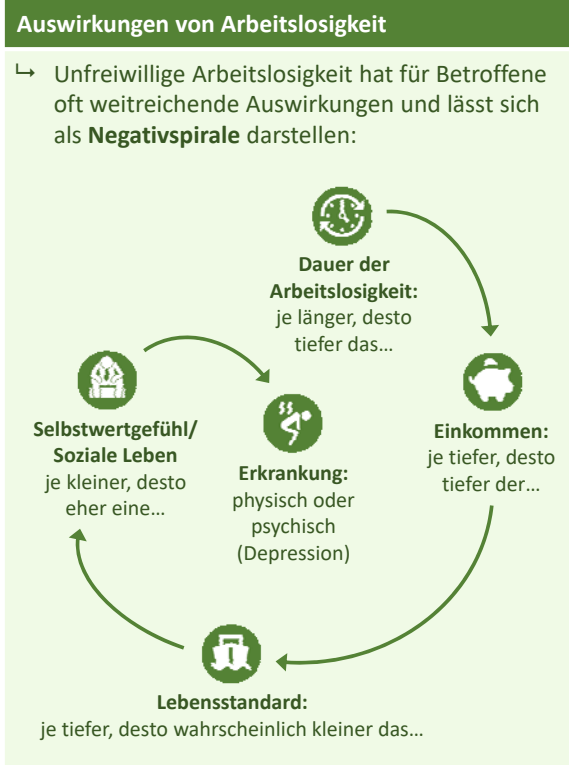 Auswirkungen von Arbeitslosigkeit
↳ Unfreiwillige Arbeitslosigkeit hat für Betroffene
oft weitreichende Auswirkungen und lässt sich
als Negativspirale darstellen:
Dauer der
Arbeitslosigkeit:
je länger, desto
tiefer das…
Einkommen:
je tiefer, desto
tiefer der…
Lebensstandard:
je tiefer, desto wahrscheinlich kleiner das…
Selbstwertgefühl/
Soziale Leben
je kleiner, desto
eher eine…
Erkrankung:
physisch oder
psychisch
(Depression)